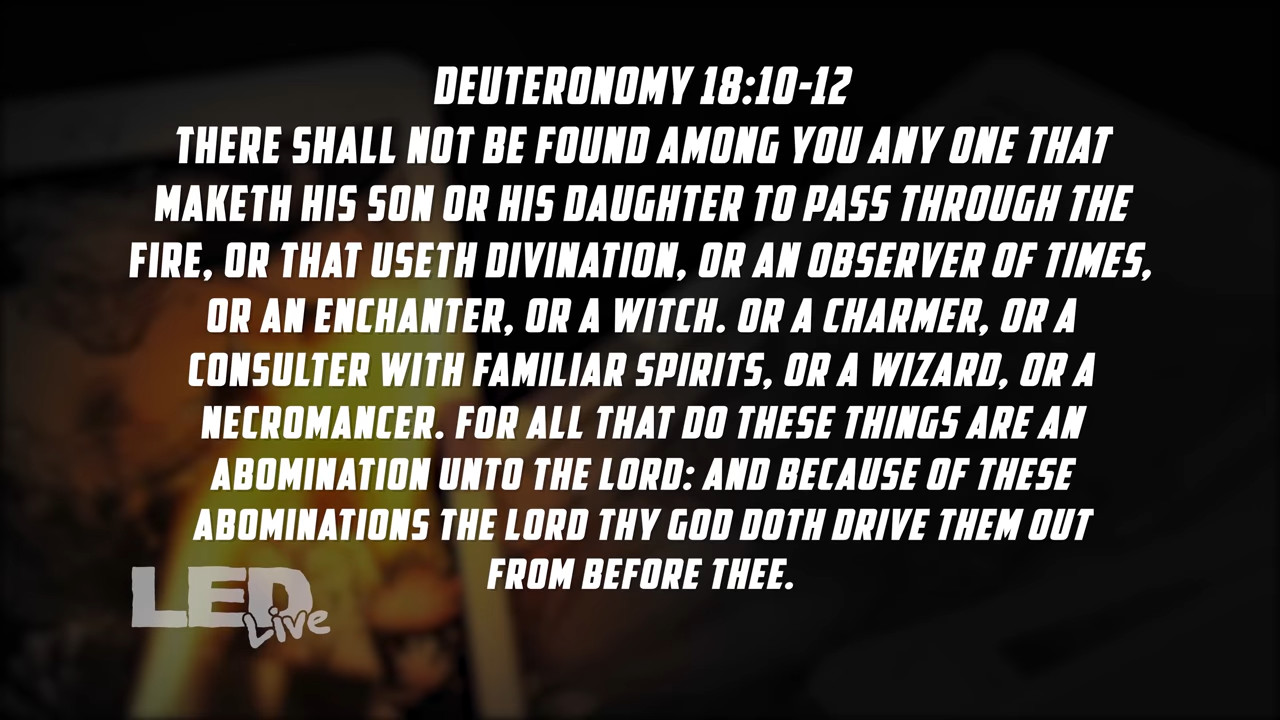 DEUTERONOMY 18:10-12
THERE SHALL NOT BE FOUND AMONG YOU ANY ONE THAT
MAKETH HIS SON OR HIS DAUGHTER TO PASS THROUGH THE
FIRE, OR THAT USETH DIVINATION, OR AN OBSERVER OF TIMES,
OR AN ENCHANTER, OR A WITCH. OR A CHARMER, OR A
CONSULTER WITH FAMILIAR SPIRITS, OR A WIZARD, OR A
NECROMANCER. FOR ALL THAT DO THESE THINGS ARE AN
ABOMINATION UNTO THE LORD: AND BECAUSE OF THESE
ABOMINATIONS THE LORD THY GOD DOTH DRIVE THEM OUT
FROM BEFORE THEE.
LED
Live